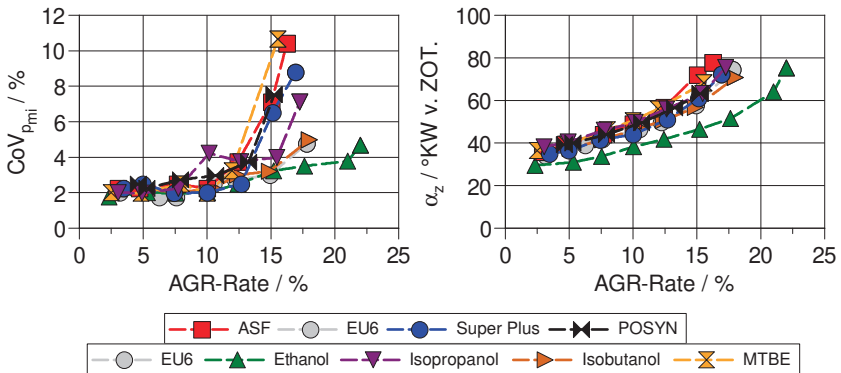 12
10
8
6
4
2
0
CoVpmi / %
0 5 10 15 20 25
AGR-Rate / %
100
80
60
40
20
0
αz / °KW v. ZOT.
0 5 10 15 20 25
AGR-Rate / %
ASF EU6 Super Plus POSYN
EU6 Ethanol Isopropanol Isobutanol MTBE